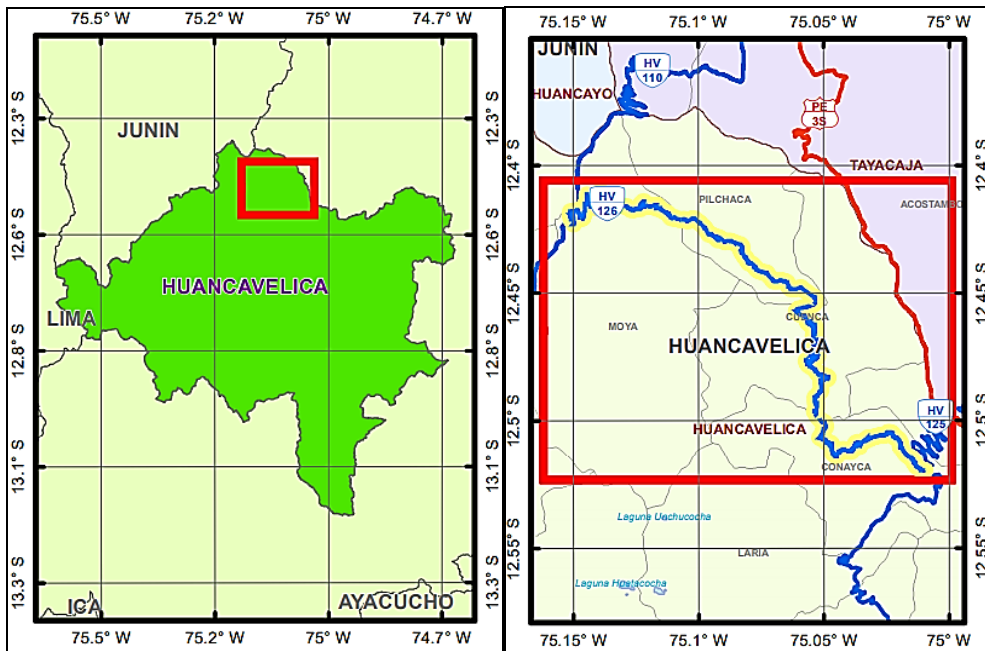 75.5° W 75.2° W 75° W 74.7° W
12.3° S
12.6° S
12.8° S
13.1° S
13.3° S
JUNIN
HUANCAVELICA
LIMA
ICA
AYACUCHO
12.3° S
12.6° S
12.8° S
13.1° S
13.3° S
75.5° W 75.2° W 75° W 74.7° W
75.15° W 75.1° W 75.05° W 75° W
12.4° S
12.45° S
12.5° S
12.55° S
JUNIN
HV
110
HUANCAYO
PE
3S
TAYACAJA
HV
126
PILCHACA
ACOSTAMBO
CUENCA
MOYA
HUANCAVELICA
HV
125
HUANCAVELICA
CONAYCA
Laguna Unchucocha
LARIA
12.4° S
12.45° S
12.5° S
12.55° S
75.15° W 75.1° W 75.05° W 75° W